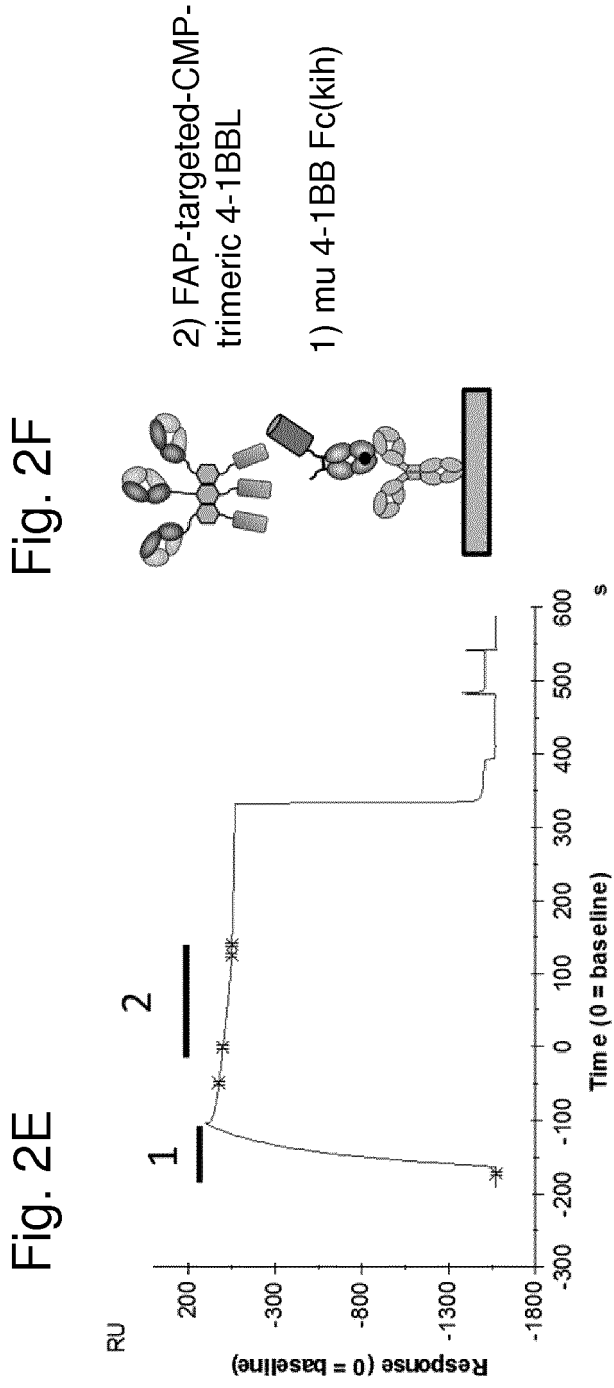 Fig. 2E
1
2
RU
200
-300
-800
-1300
-1800
Response (0 = baseline)
-300
-200
-100
0
100
200
300
400
500
600
s
Time (0 = baseline)
Fig. 2F
2) FAP-targeted-CMP-
trimeric 4-1BBL
1) mu 4-1BB Fc(kih)